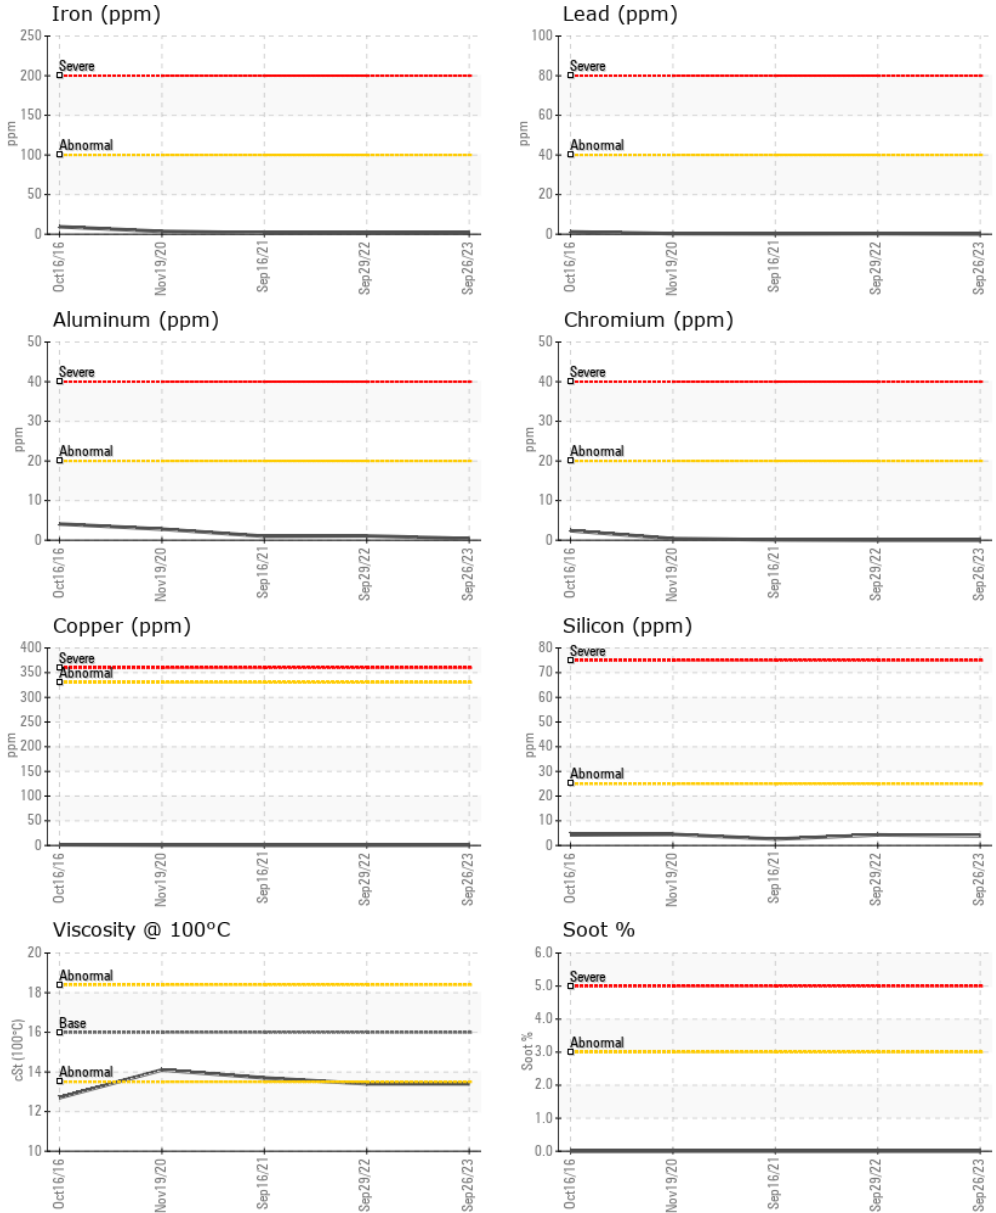 Iron (ppm)
250
200
150
100
50
0
ppm
Severe
Abnormal
Oct16/16
Nov19/20
Sep16/21
Sep29/22
Sep26/23
Lead (ppm)
100
80
60
40
20
0
ppm
Severe
Abnormal
Oct16/16
Nov19/20
Sep16/21
Sep29/22
Sep26/23
Aluminum (ppm)
50
40
30
20
10
0
ppm
Severe
Abnormal
Oct16/16
Nov19/20
Sep16/21
Sep29/22
Sep26/23
Chromium (ppm)
50
40
30
20
10
0
ppm
Severe
Abnormal
Oct16/16
Nov19/20
Sep16/21
Sep29/22
Sep26/23
Copper (ppm)
400
350
300
250
200
150
100
50
0
ppm
Severe
Abnormal
Oct16/16
Nov19/20
Sep16/21
Sep29/22
Sep26/23
Silicon (ppm)
80
70
60
50
40
30
20
10
0
ppm
Severe
Abnormal
Oct16/16
Nov19/20
Sep16/21
Sep29/22
Sep26/23
Viscosity @ 100°C
20
18
16
14
12
10
cSt (100°C)
Abnormal
Base
Abnormal
Oct16/16
Nov19/20
Sep16/21
Sep29/22
Sep26/23
Soot %
6.0
5.0
4.0
3.0
2.0
1.0
0.0
Soot %
Severe
Abnormal
Oct16/16
Nov19/20
Sep16/21
Sep29/22
Sep26/23